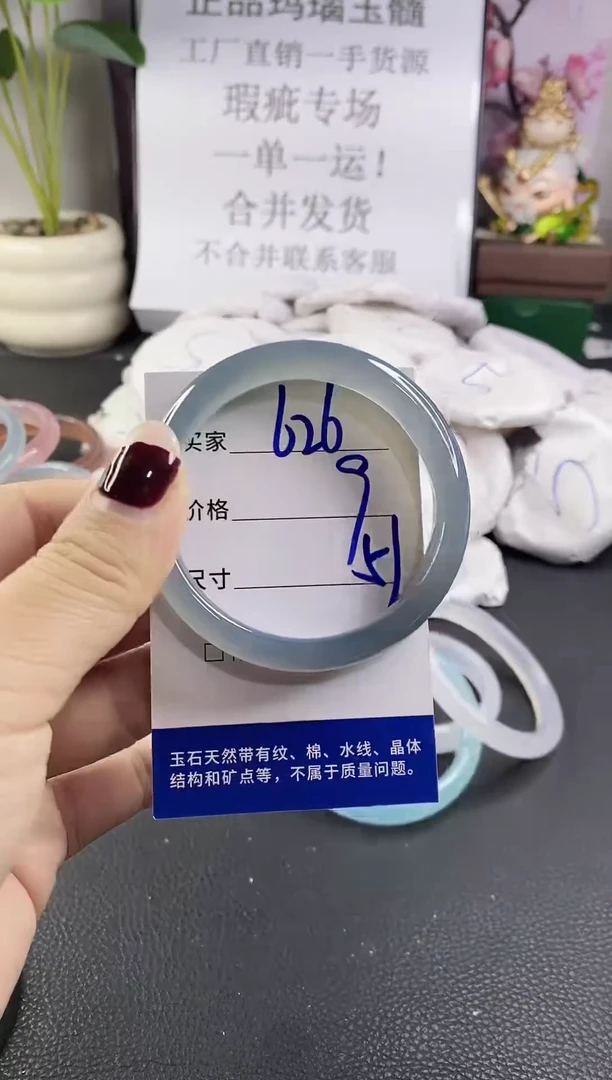 正品玛瑙玉髓
工厂直销一手货源
瑕疵专场
一单一运！
合并发货
不合并联系客服
买家 626
价格 9
尺寸 51
玉石天然带有纹、棉、水线、晶体
结构和矿点等，不属于质量问题。